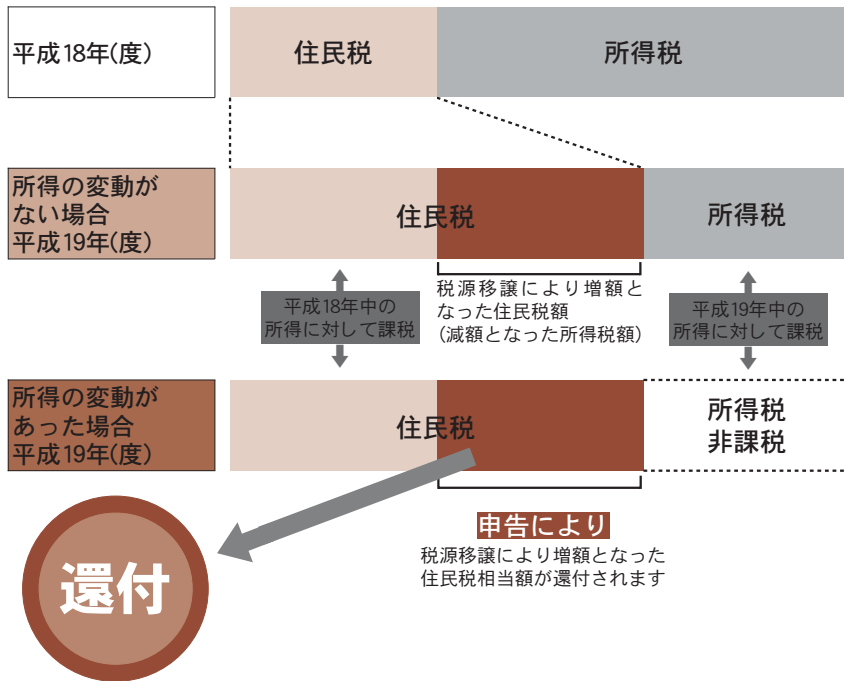 平成18年(度)
住民税
所得税
所得の変動が
ない場合
平成19年(度)
住民税
所得税
平成18年中の
所得に対して課税
税源移譲により増額と
なった住民税額
(減額となった所得税額)
平成19年中の
所得に対して課税
所得の変動が
あった場合
平成19年(度)
住民税
所得税
非課税
還付
申告により
税源移譲により増額となった
住民税相当額が還付されます